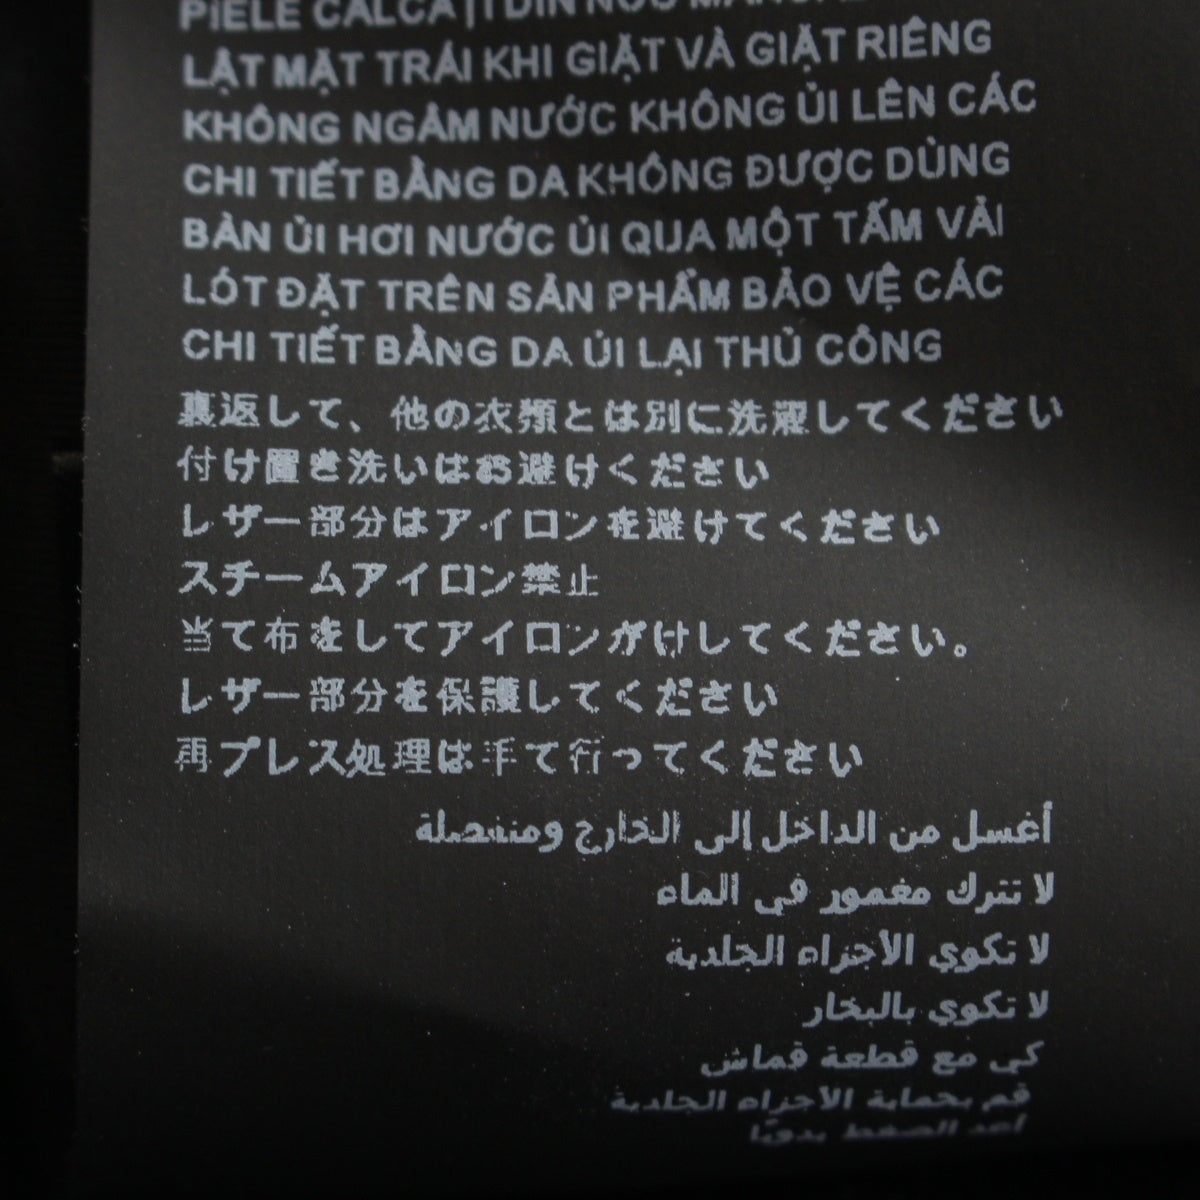 PIELE CALCAȚI DIN NOU
LẬT MẶT TRÁI KHI GIẶT VÀ GIẶT RIÊNG
KHÔNG NGÂM NƯỚC KHÔNG ỦI LÊN CÁC
CHI TIẾT BẰNG DA KHÔNG ĐƯỢC DÙNG
BÀN ỦI HƠI NƯỚC ỦI QUA MỘT TẤM VẢI
LÓT ĐẶT TRÊN SẢN PHẨM BẢO VỆ CÁC
CHI TIẾT BẰNG DA ỦI LẠI THỦ CÔNG
裏返して、他の衣類とは別に洗濯してください
付け置き洗いはお避けください
レザー部分はアイロンを避けてください
スチームアイロン禁止
当て布をしてアイロンがけしてください。
レザー部分を保護してください
再プレス処理は手て行ってください
أغسل من الداخل إلى الخارج ومنفصلة
لا تترك مغمور في الماء
لا تكوي الأجزاء الجلدية
لا تكوي بالبخار
كي مع قطعة قماش
قم بحماية الأجزاء الجلدية
أعد الضغط يدويًا